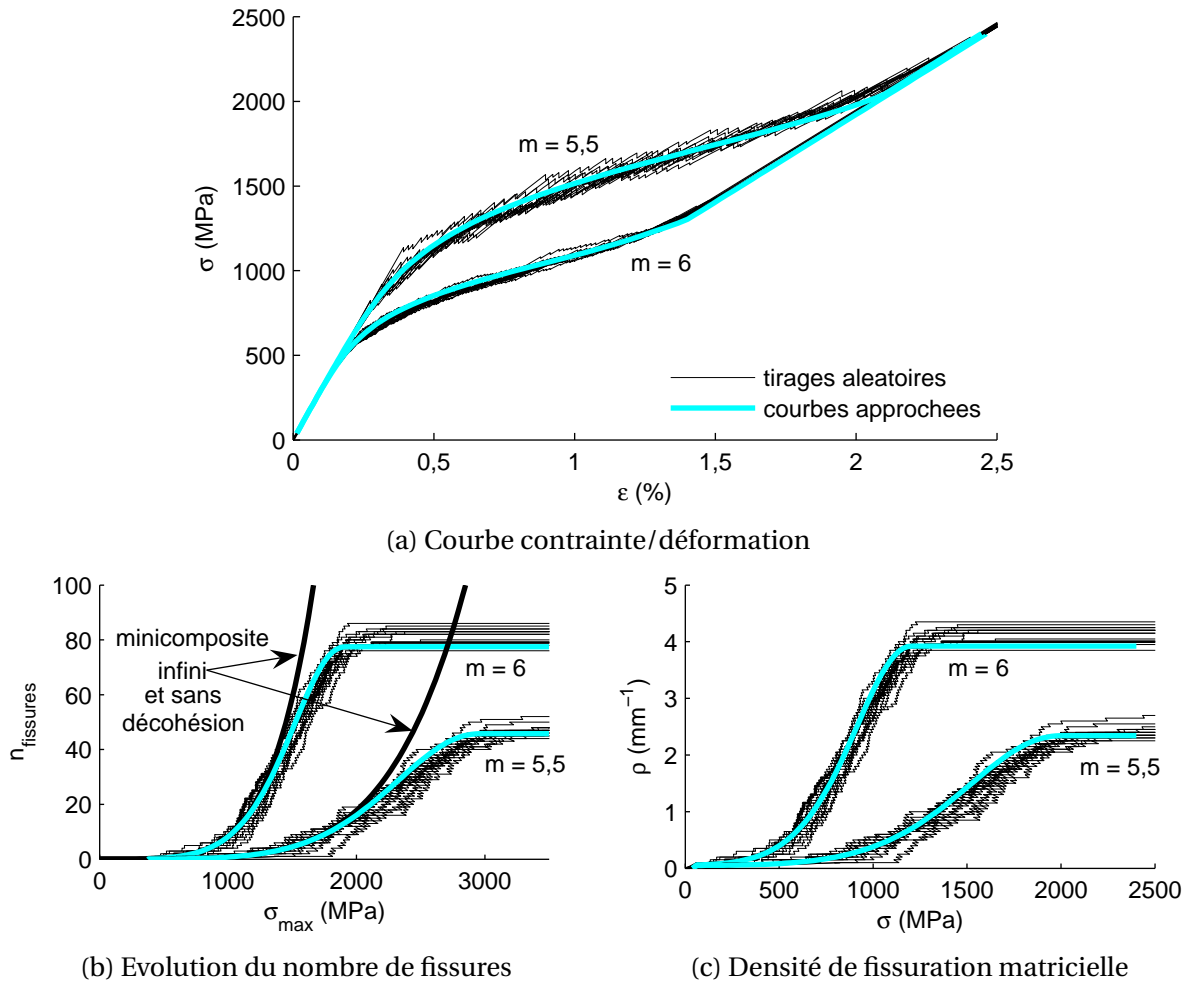 2500
2000
1500
1000
500
0
σ (MPa)
m = 5,5
m = 6
tirages aleatoires
courbes approchees
0 0,5 1 1,5 2 2,5
ε (%)
(a) Courbe contrainte/déformation
100
80
60
40
20
0
n_fissures
minicomposite
infini
et sans
décohésion
m = 6
m = 5,5
0 1000 2000 3000
σ_max (MPa)
(b) Evolution du nombre de fissures
5
4
3
2
1
0
ρ (mm⁻¹)
m = 6
m = 5,5
0 500 1000 1500 2000 2500
σ (MPa)
(c) Densité de fissuration matricielle